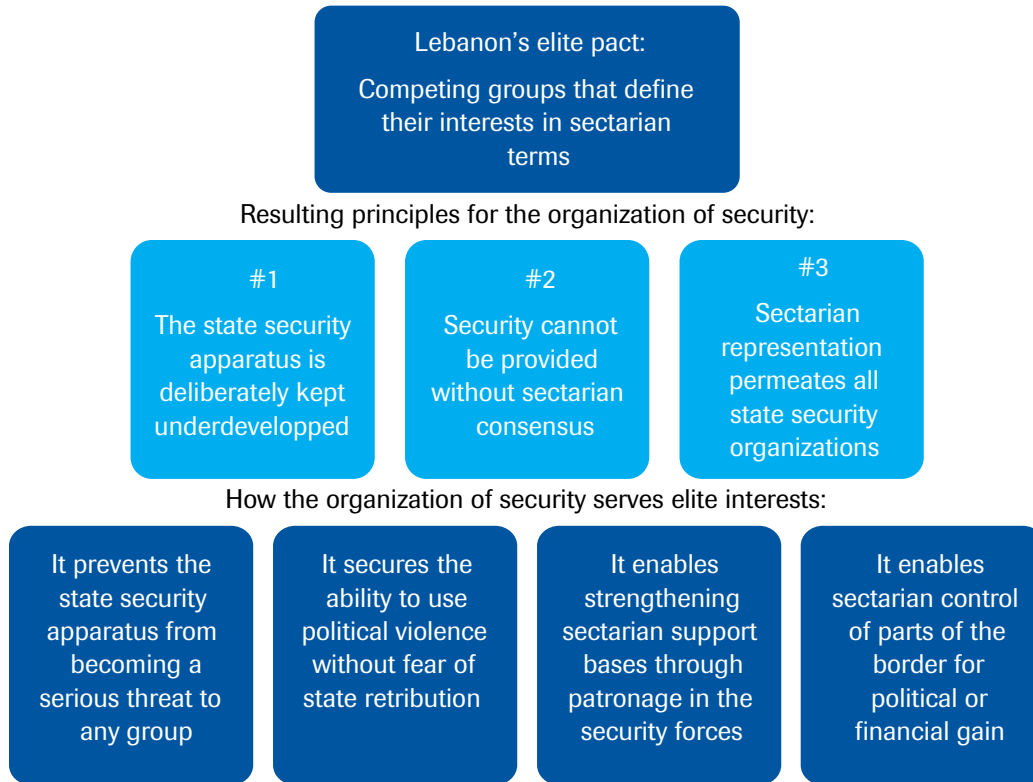 Lebanon's elite pact:
Competing groups that define
their interests in sectarian
terms
Resulting principles for the organization of security:
#1
The state security
apparatus is
deliberately kept
underdevelopped
#2
Security cannot
be provided
without sectarian
consensus
#3
Sectarian
representation
permeates all
state security
organizations
How the organization of security serves elite interests:
It prevents the
state security
apparatus from
becoming a
serious threat to
any group
It secures the
ability to use
political violence
without fear of
state retribution
It enables
strengthening
sectarian support
bases through
patronage in the
security forces
It enables
sectarian control
of parts of the
border for
political or
financial gain